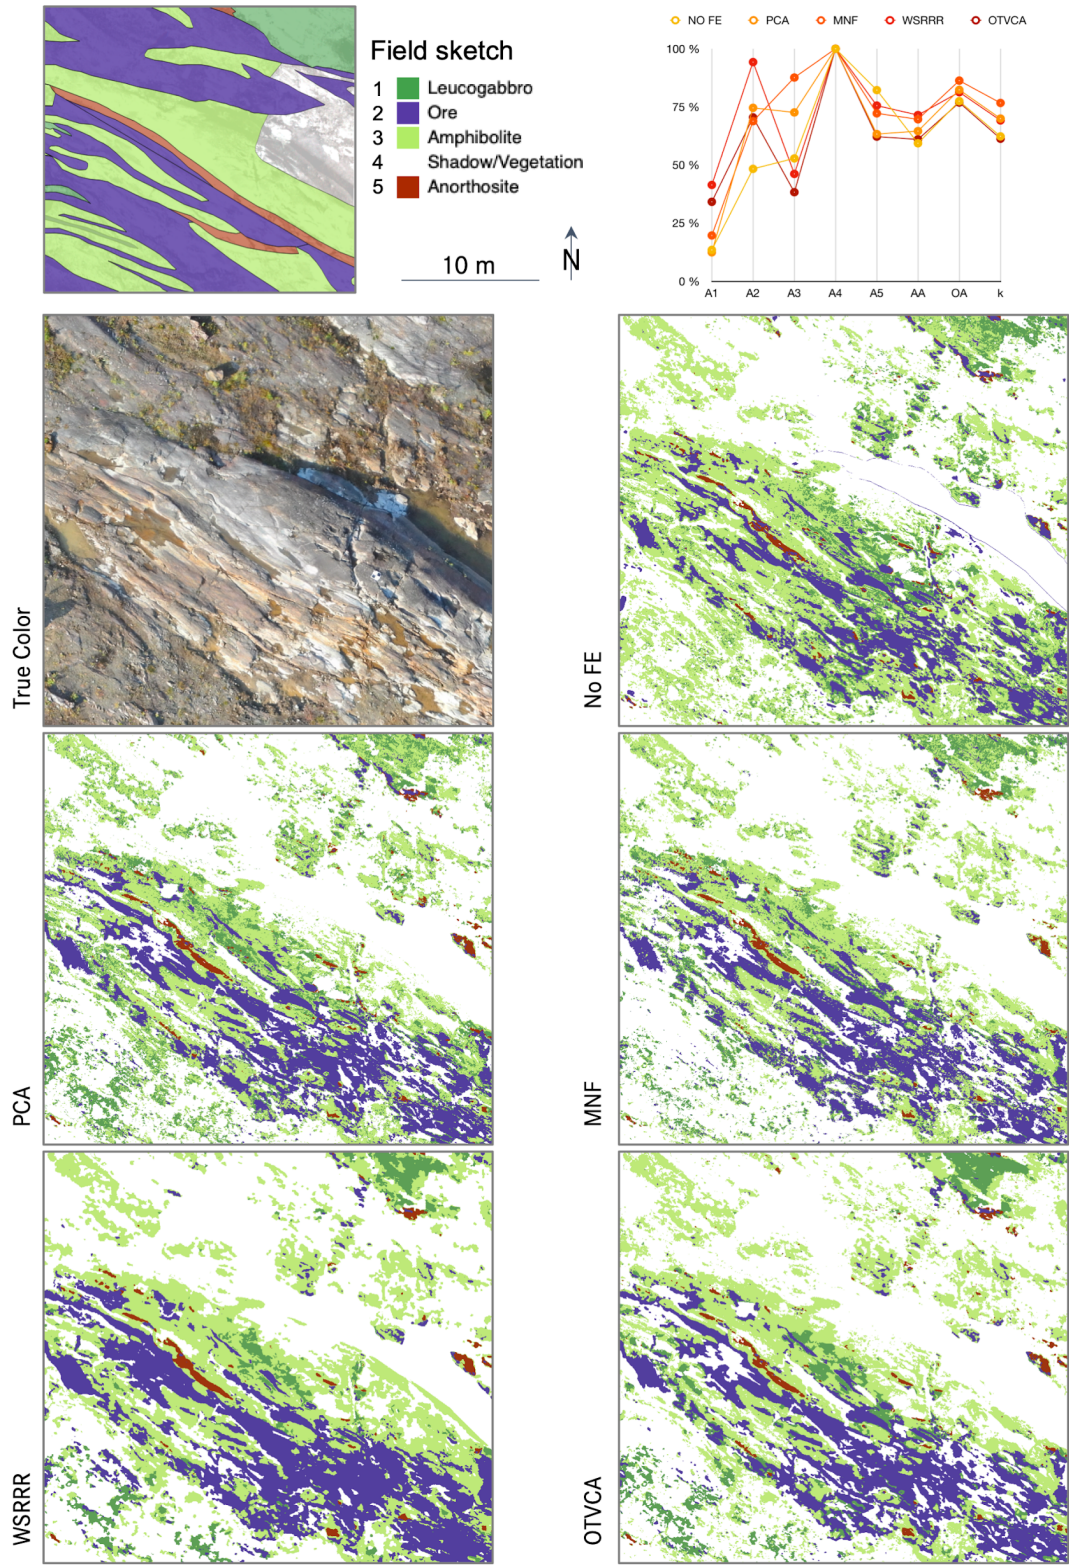 Field sketch
1 Leucogabbro
2 Ore
3 Amphibolite
4 Shadow/Vegetation
5 Anorthosite
10 m
N
NO FE PCA MNF WSRRR OTVCA
100 %
75 %
50 %
25 %
0 %
A1 A2 A3 A4 A5 AA OA k
True Color
No FE
PCA
MNF
WSRRR
OTVCA